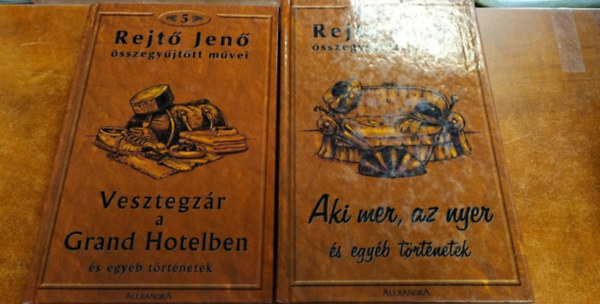 5
Rejtő Jenő
összegyűjtött művei
Vesztegzár
a
Grand Hotelben
és egyéb történetek
ALEXANDRA
Aki mer, az nyer
és egyéb történetek
ALEXANDRA